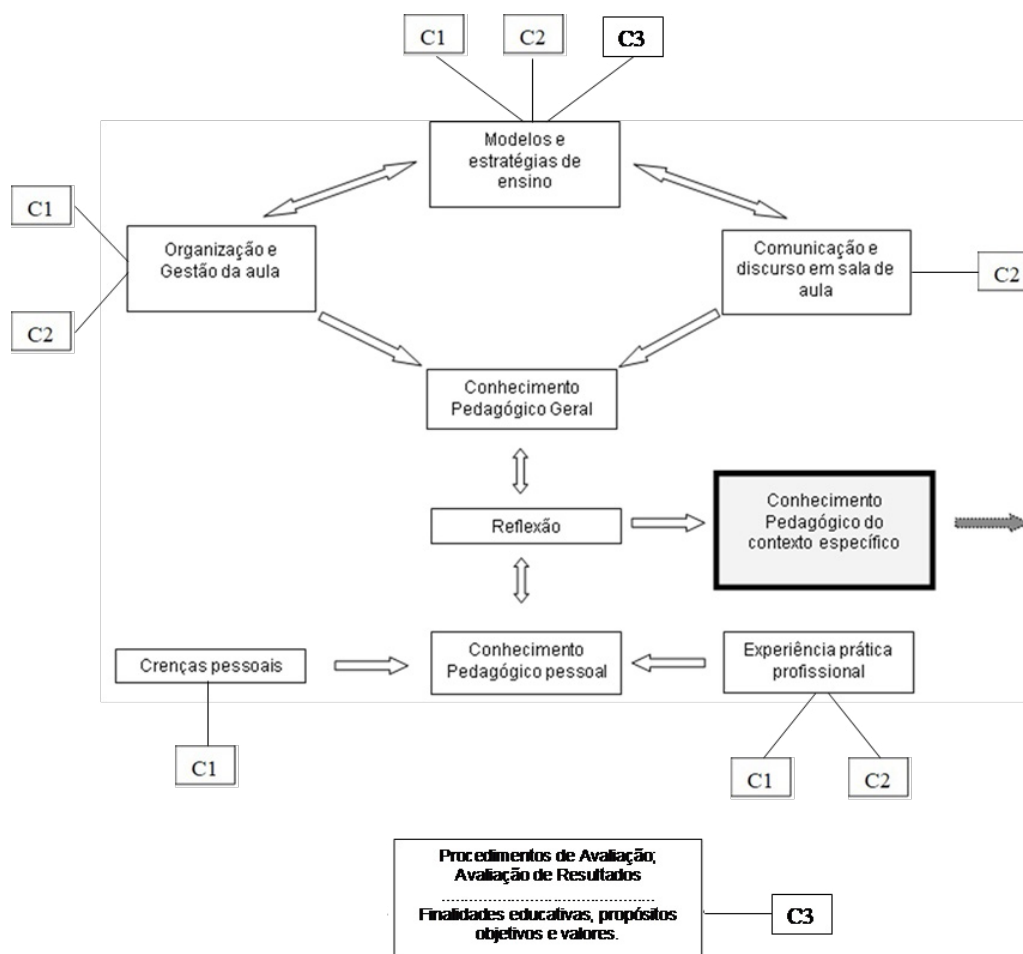 C1
C2
C3
Modelos e
estratégias de
ensino
C1
Organização e
Gestão da aula
Comunicação e
discurso em sala de
aula
C2
C2
Conhecimento
Pedagógico Geral
Reflexão
Conhecimento
Pedagógico do
contexto específico
Crenças pessoais
Conhecimento
Pedagógico pessoal
Experiência prática
profissional
C1
C1
C2
Procedimentos de Avaliação;
Avaliação de Resultados
Finalidades educativas, propósitos
objetivos e valores.
C3